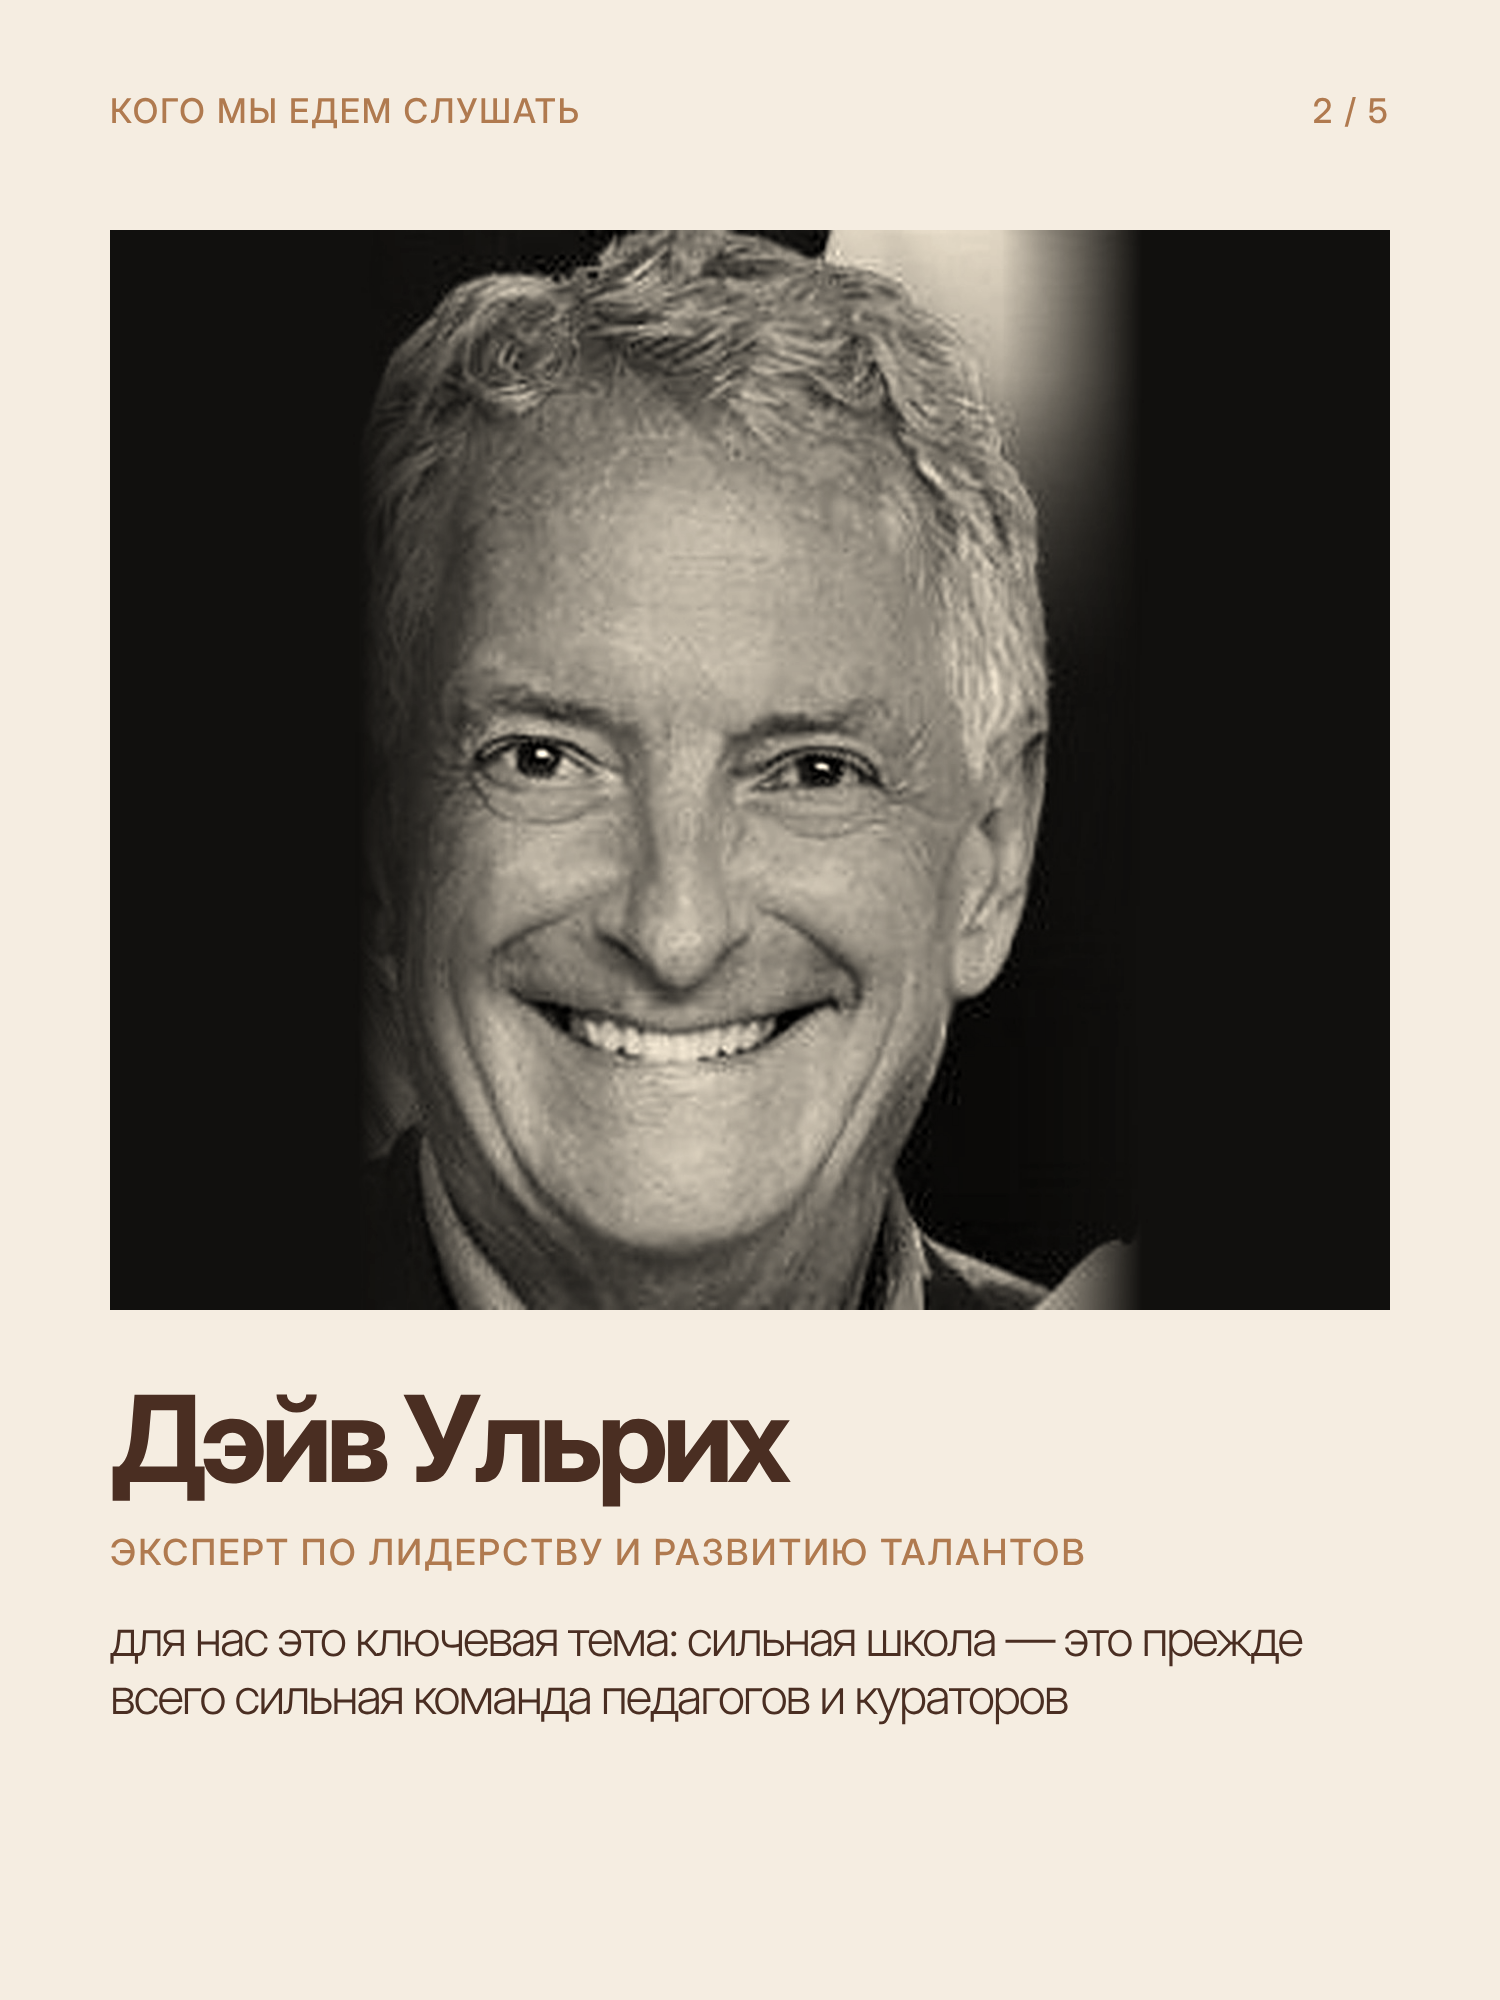 КОГО МЫ ЕДЕМ СЛУШАТЬ
2 / 5
Дэйв Ульрих
ЭКСПЕРТ ПО ЛИДЕРСТВУ И РАЗВИТИЮ ТАЛАНТОВ
для нас это ключевая тема: сильная школа — это прежде
всего сильная команда педагогов и кураторов